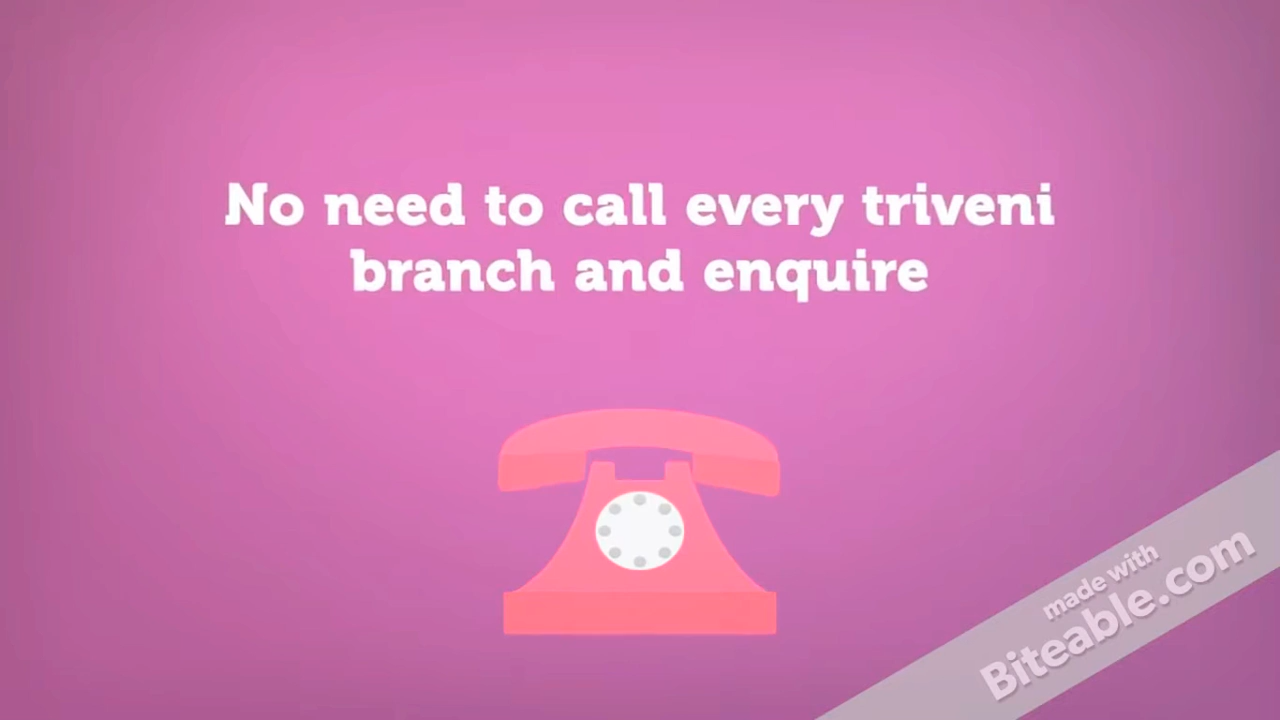 No need to call every triveni
branch and enquire
made with
Biteable.com